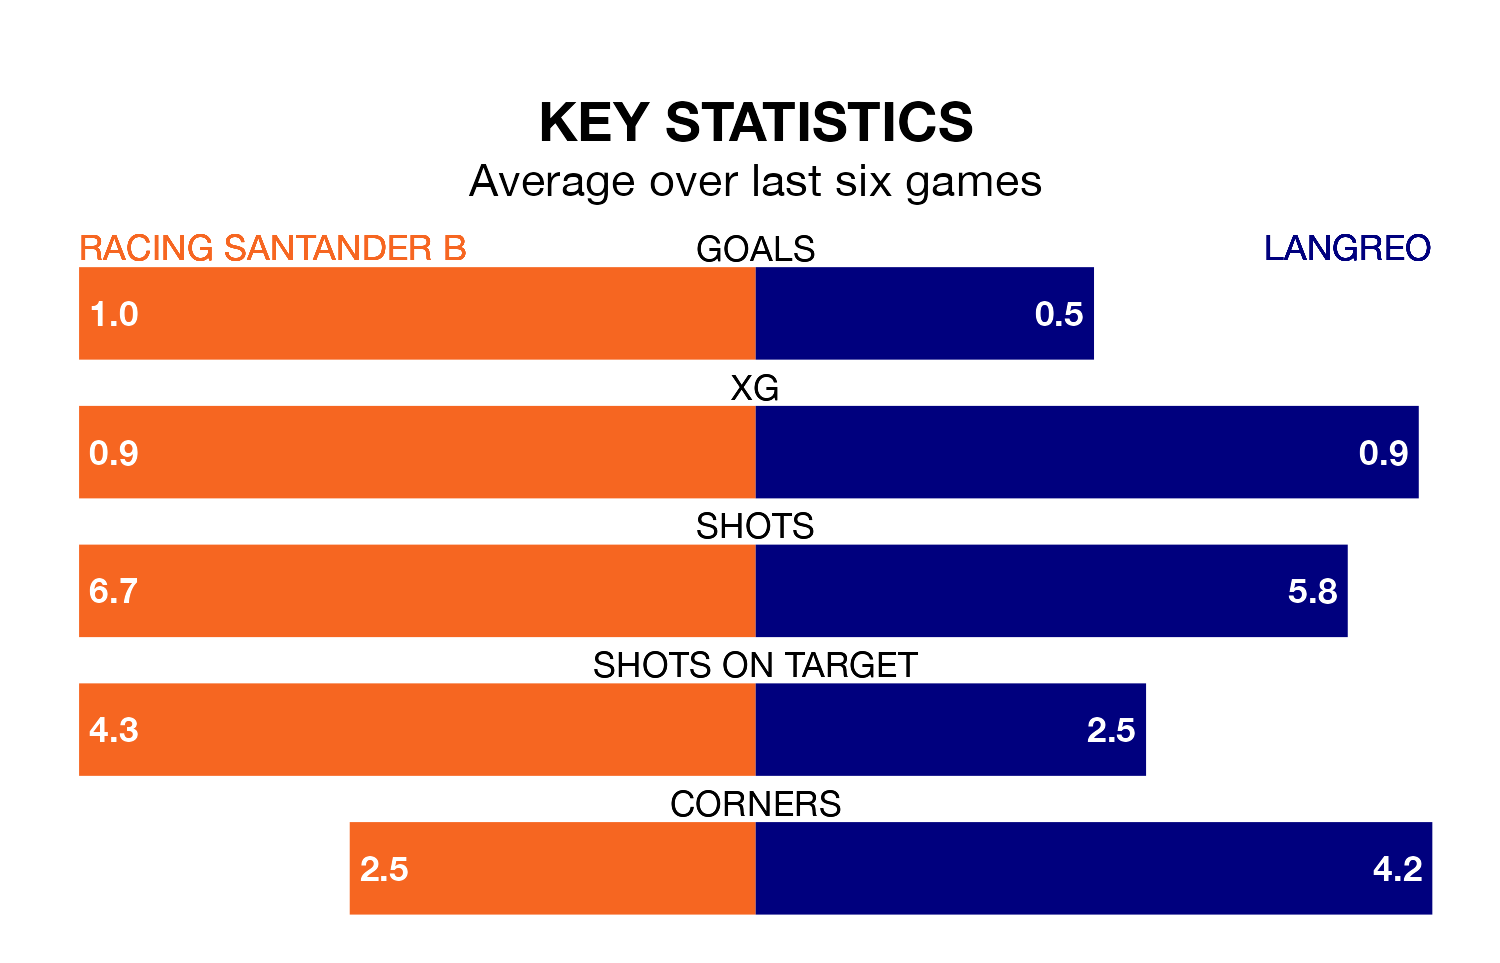 KEY STATISTICS
Average over last six games
RACING SANTANDER B GOALS LANGREO
1.0 0.5
XG
0.9 0.9
SHOTS
6.7 5.8
SHOTS ON TARGET
4.3 2.5
CORNERS
2.5 4.2